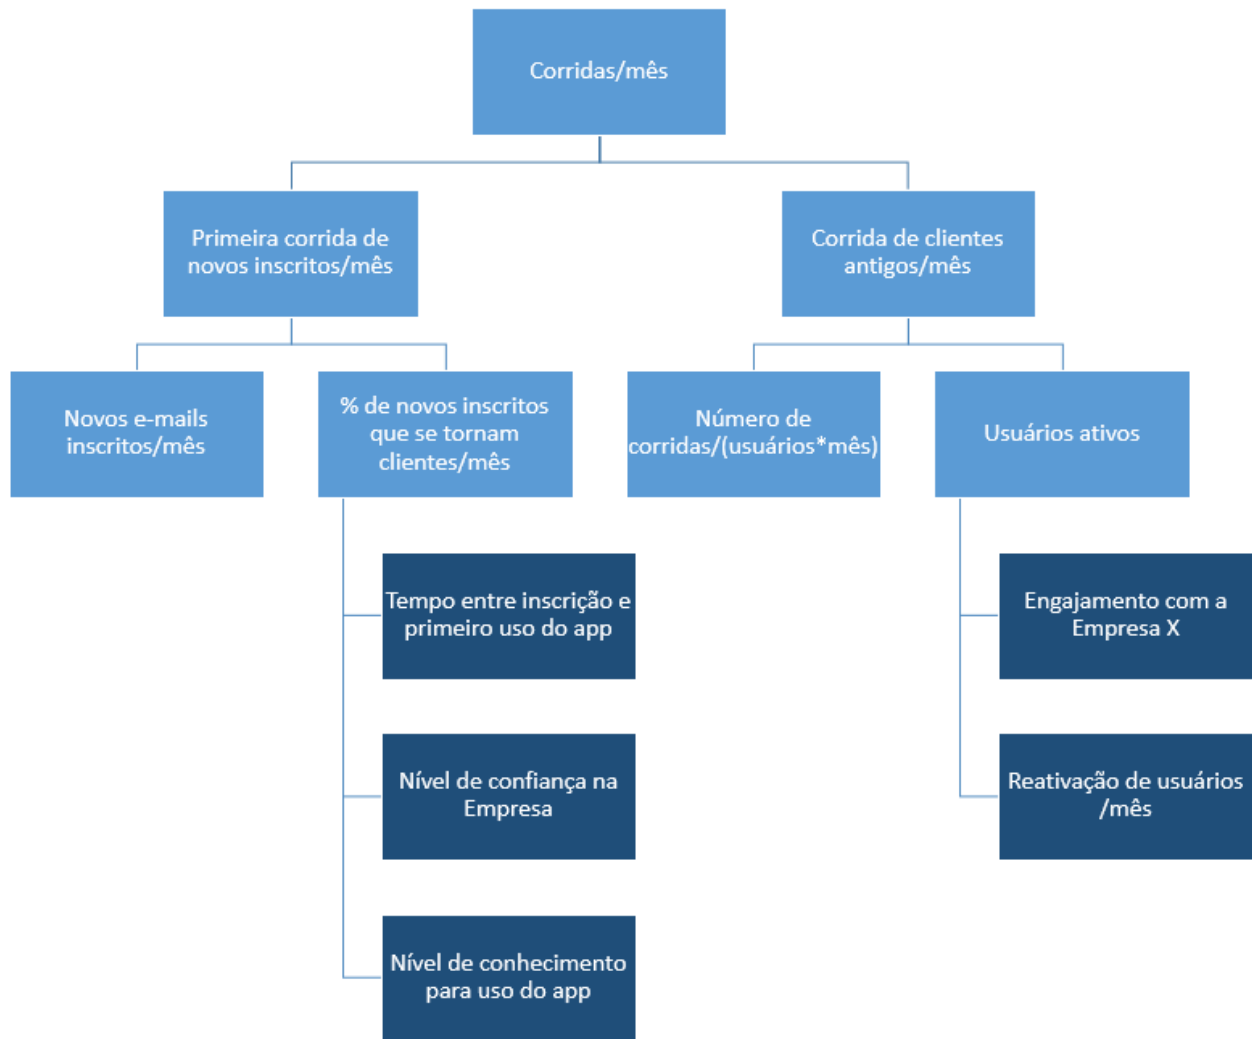 Corridas/mês
Primeira corrida de
novos inscritos/mês
Corrida de clientes
antigos/mês
Novos e-mails
inscritos/mês
% de novos inscritos
que se tornam
clientes/mês
Número de
corridas/(usuários*mês)
Usuários ativos
Tempo entre inscrição e
primeiro uso do app
Engajamento com a
Empresa X
Nível de confiança na
Empresa
Reativação de usuários
/mês
Nível de conhecimento
para uso do app